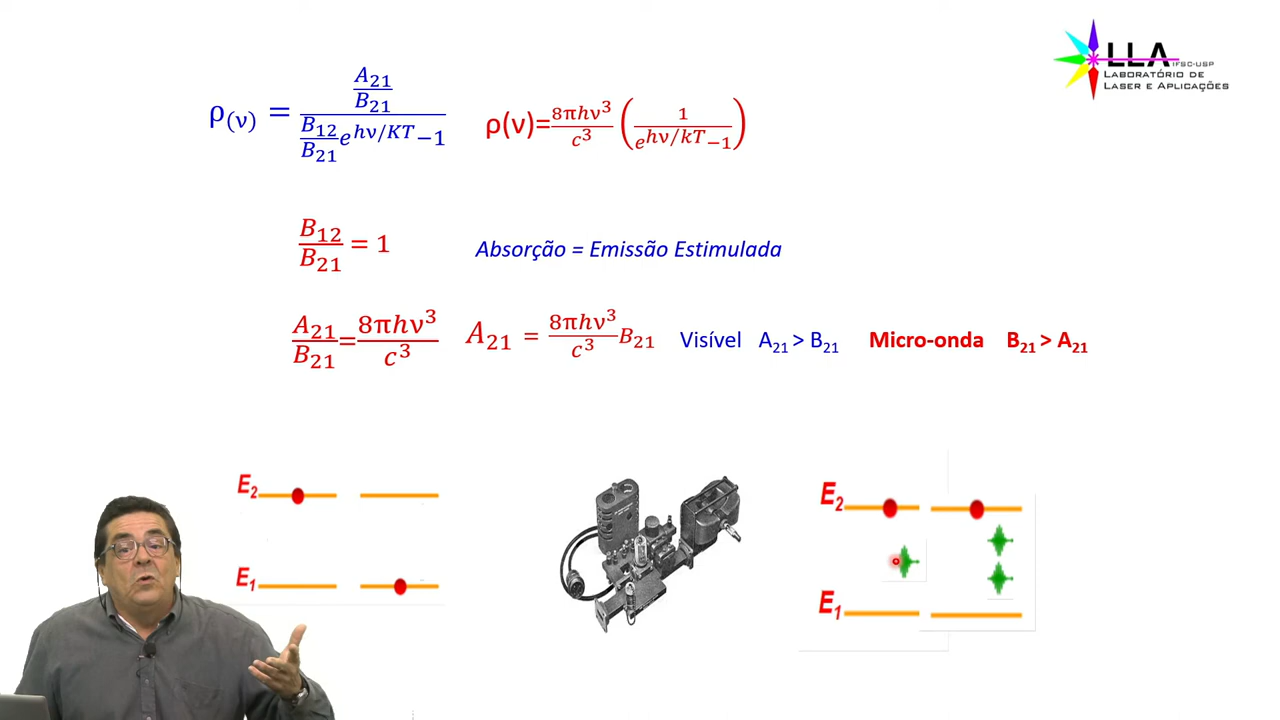 LLA
IFSC-USP
LABORATÓRIO DE
LASER E APLICAÇÕES
ρ(ν) = (A₂₁/B₂₁)/((B₁₂/B₂₁)e^(hν/KT)−1)
ρ(ν)=8πhν³/c³ (1/(e^(hν/kT)−1))
B₁₂/B₂₁ = 1
Absorção = Emissão Estimulada
A₂₁/B₂₁=8πhν³/c³
A₂₁ = 8πhν³/c³ B₂₁
Visível A₂₁ > B₂₁
Micro-onda B₂₁ > A₂₁
E₂
E₁
E₂
E₁